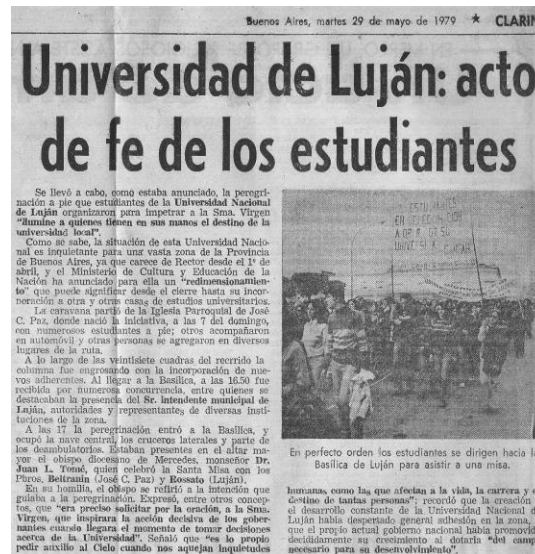 Buenos Aires, martes 29 de mayo de 1979 ★ CLARIN
Universidad de Luján: acto
de fe de los estudiantes
Se llevó a cabo, como estaba anunciado, la peregri-
nación a pie que estudiantes de la Universidad Nacional
de Luján organizaron para impetrar a la Sma. Virgen
"ilumine a quienes tienen en sus manos el destino de la
universidad local".
Como se sabe, la situación de esta Universidad Nacio-
nal es inquietante para una vasta zona de la Provincia
de Buenos Aires, ya que carece de Rector desde el 1º de
abril, y el Ministerio de Cultura y Educación de la
Nación ha anunciado para ella un "redimensionamien-
to" que puede significar desde el cierre hasta su incor-
poración a otra y otras casas de estudios universitarios.
La caravana partió de la Iglesia Parroquial de José
C. Paz, donde nació la iniciativa, a las 7 del domingo,
con numerosos estudiantes a pie; otros acompañaron
en automóvil y otras personas se agregaron en diversos
lugares de la ruta.
A lo largo de las veintisiete cuadras del recrrido la
columna fue engrosando con la incorporación de nue-
vos adherentes. Al llegar a la Basílica, a las 16.50 fue
recibida por numerosa concurrencia, entre quienes se
destacaban la presencia del Sr. intendente municipal de
Luján, autoridades y representantes de diversas insti-
tuciones de la zona.
A las 17 la peregrinación entró a la Basílica, y
ocupó la nave central, los cruceros laterales y parte de
los deambulatorios. Estaban presentes en el altar ma-
yor el obispo diocesano de Mercedes, monseñor Dr.
Juan L. Tomé, quien celebró la Santa Misa con los
Pbros. Beltramin (José C. Paz) y Rossato (Luján).
En su homilía, el obispo se refirió a la intención que
guiaba a la peregrinación. Expresó, entre otros concep-
tos, que "era preciso solicitar por la oración, a la Sma.
Virgen, que inspirara la acción decisiva de los gober-
nantes cuando llegara el momento de tomar decisiones
acerca de la Universidad". Señaló que "es lo propio
pedir auxilio al Cielo cuando nos aquejan inquietudes
ESTUDIANTES
UNIVERSI
En perfecto orden los estudiantes se dirigen hacia la
Basílica de Luján para asistir a una misa.
humanas, como las que afectan a la vida, la carrera y e
destino de tantas personas"; recordó que la creación
el desarrollo constante de la Universidad Nacional d
Luján había despertado general adhesión en la zona,
que el propio actual gobierno nacional había promovid
decididamente su crecimiento al dotarla "del camp
necesario para su desenvolvimiento".